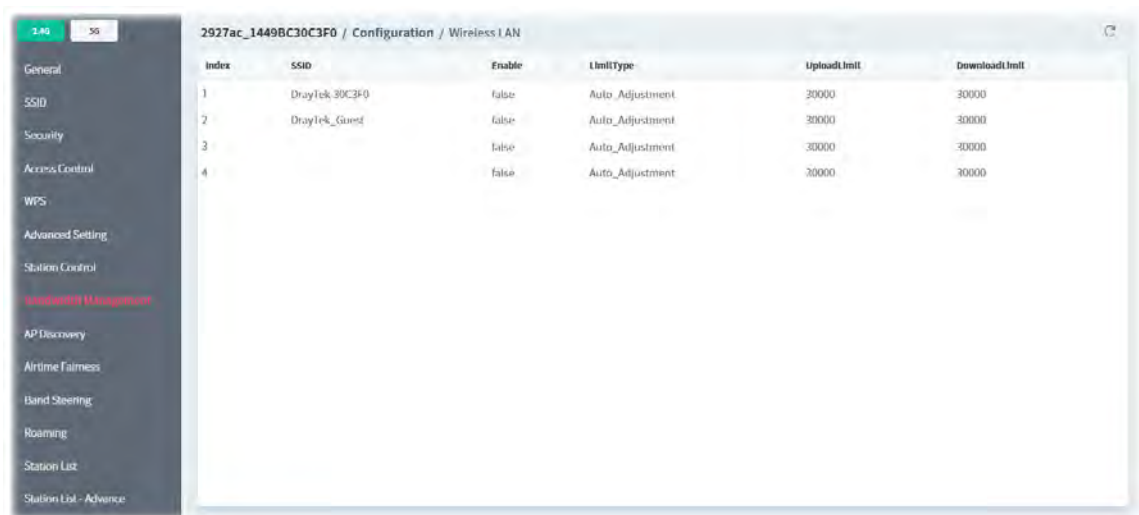 2.4G 5G
2927ac_1449BC30C3F0 / Configuration / Wireless LAN
General
SSID
Security
Access Control
WPS
Advanced Setting
Station Control
Bandwidth Management
AP Discovery
Airtime Fairness
Band Steering
Roaming
Station List
Station List - Advance
Index SSID Enable LimitType UploadLimit DownloadLimit
1 DrayTek-30C3F0 false Auto_Adjustment 30000 30000
2 DrayTek_Guest false Auto_Adjustment 30000 30000
3 false Auto_Adjustment 30000 30000
4 false Auto_Adjustment 30000 30000